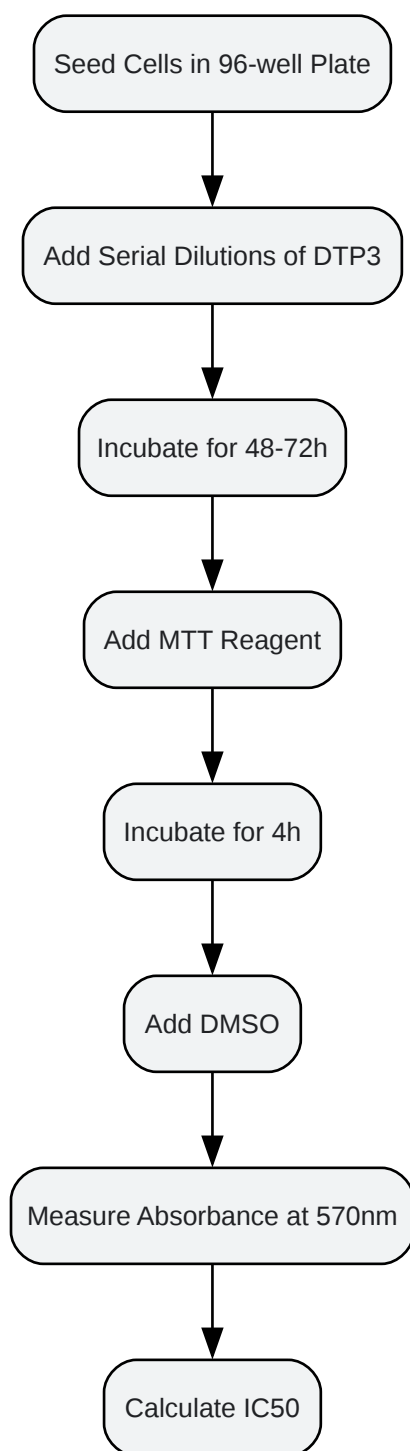 Seed Cells in 96-well Plate
Add Serial Dilutions of DTP3
Incubate for 48-72h
Add MTT Reagent
Incubate for 4h
Add DMSO
Measure Absorbance at 570nm
Calculate IC50